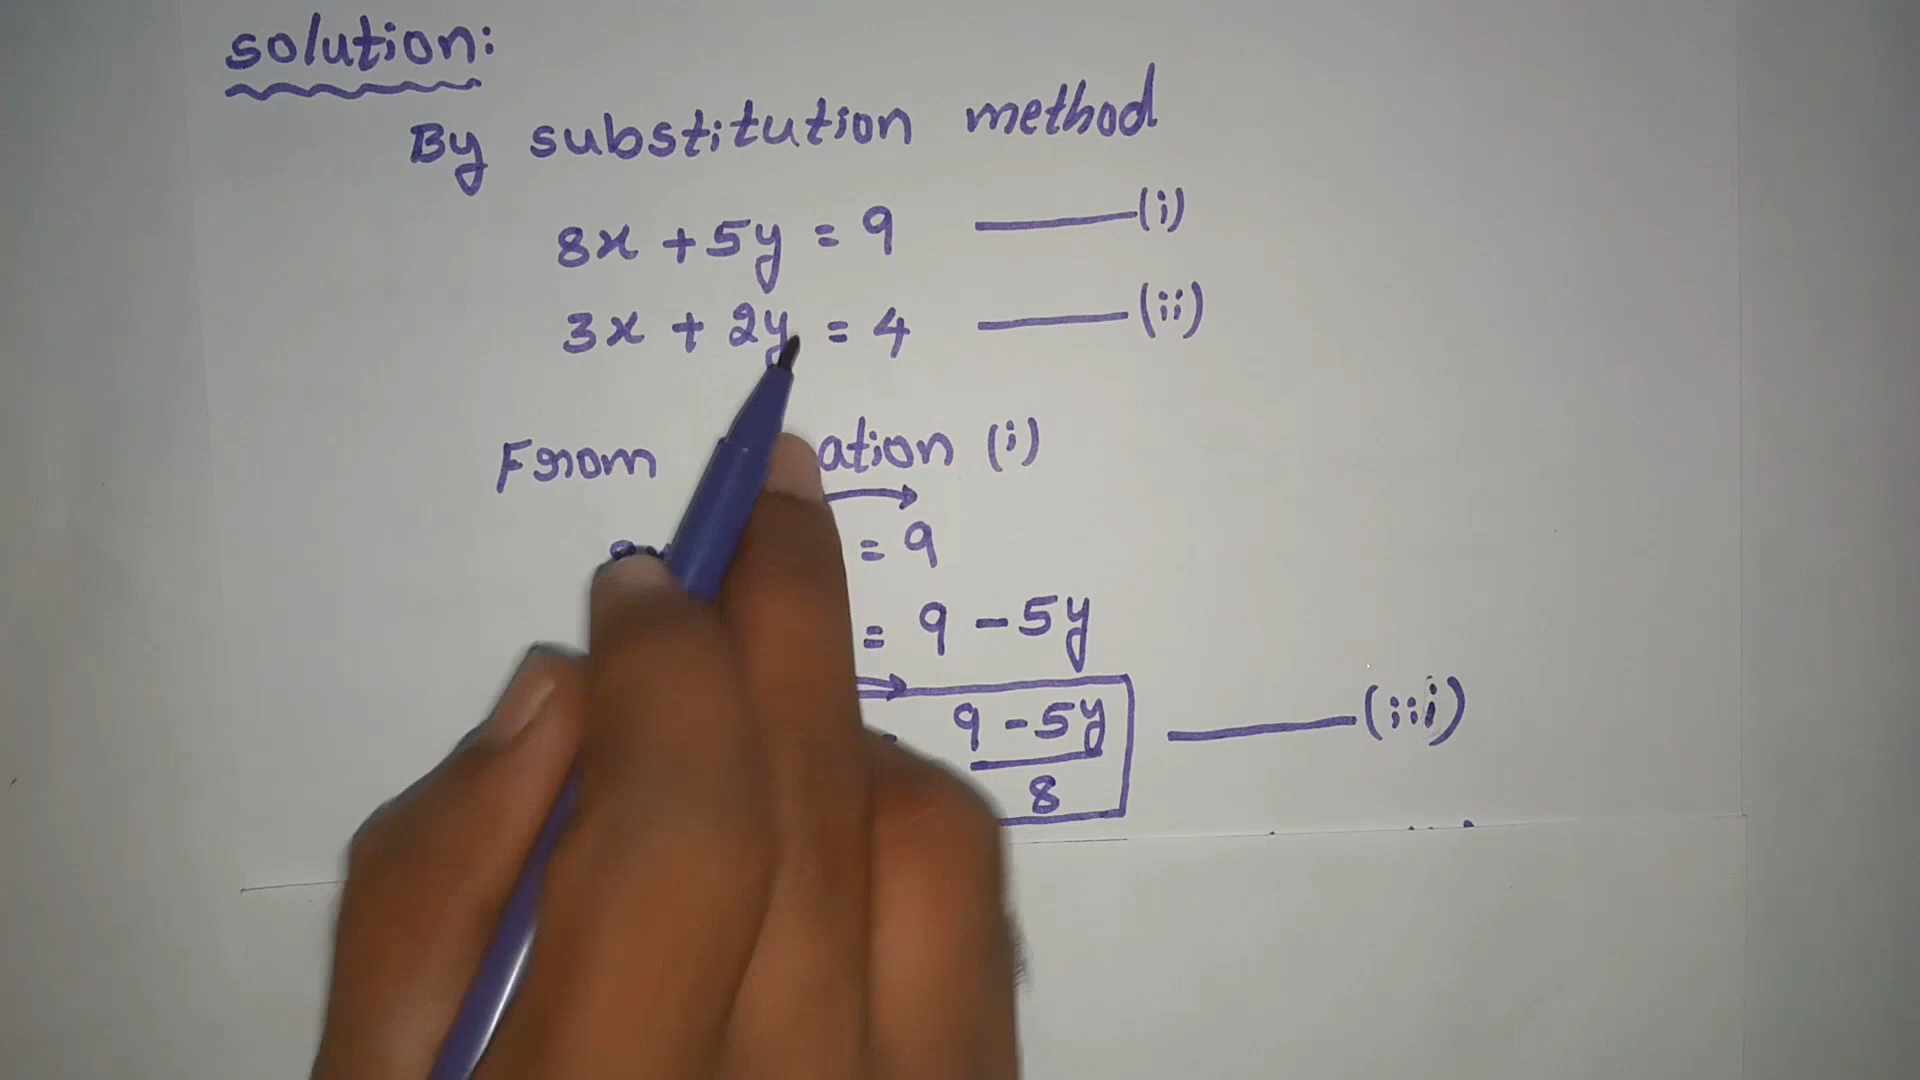 solution:
By substitution method
8x + 5y = 9 —— (i)
3x + 2y = 4 —— (ii)
From (i)
= 9
= 9 - 5y
9 - 5y / 8 —— (iii)